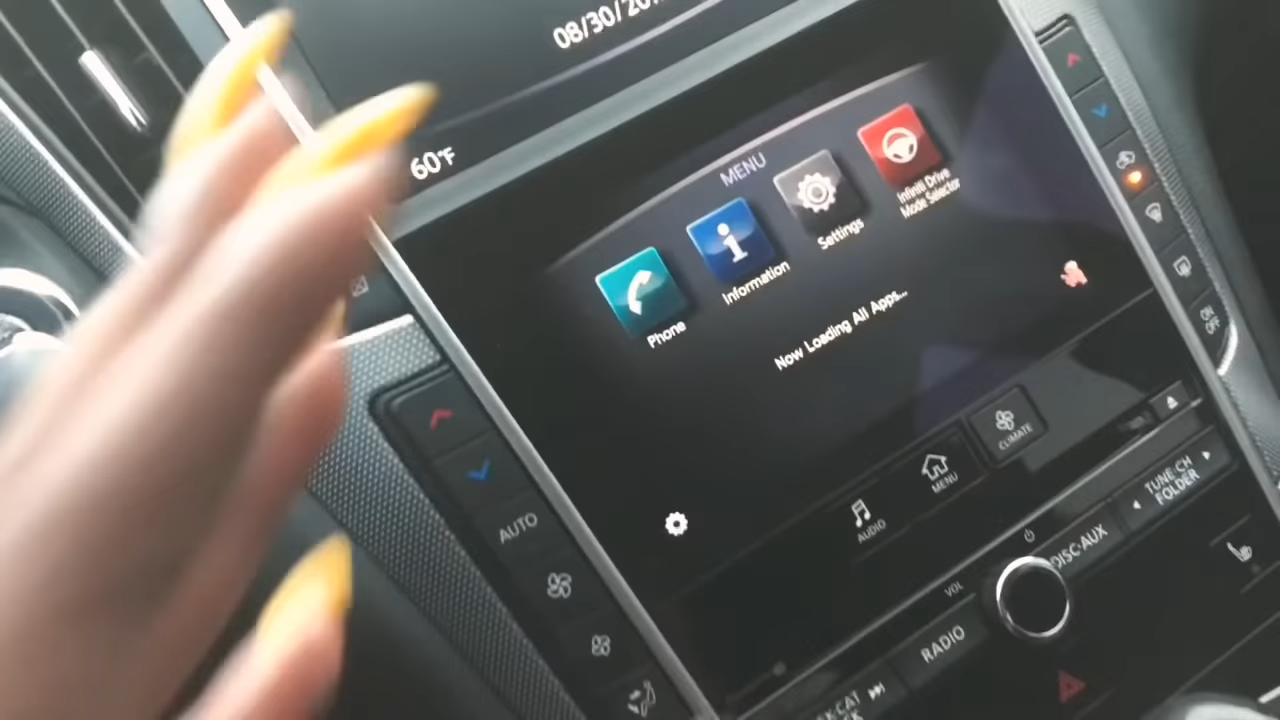 08/30/20
60°F
MENU
Phone
Information
Settings
Infiniti Drive
Mode Selector
Now Loading All Apps...
AUDIO
MENU
CLIMATE
AUTO
ON
OFF
VOL
RADIO
DISC·AUX
TUNE·CH
FOLDER